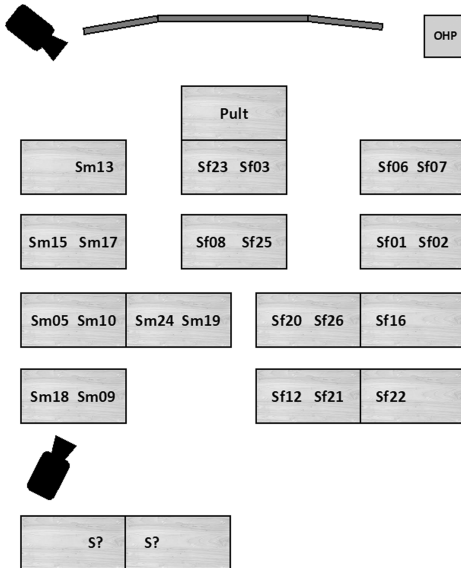 OHP
Pult
Sm13 Sf23 Sf03 Sf06 Sf07
Sm15 Sm17 Sf08 Sf25 Sf01 Sf02
Sm05 Sm10 Sm24 Sm19 Sf20 Sf26 Sf16
Sm18 Sm09 Sf12 Sf21 Sf22
S? S?